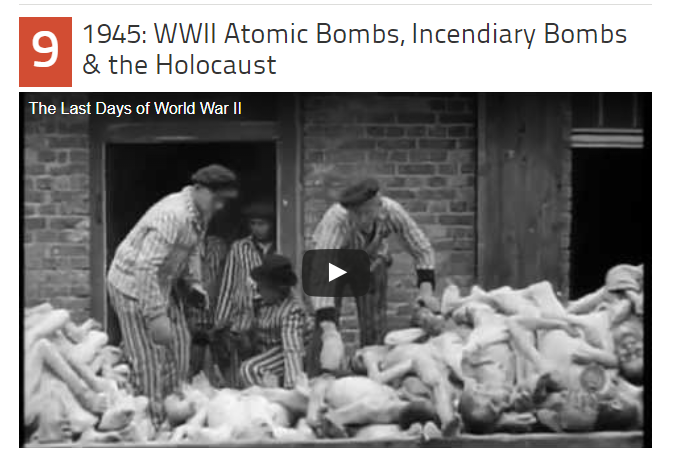 9
1945: WWII Atomic Bombs, Incendiary Bombs
& the Holocaust
The Last Days of World War II